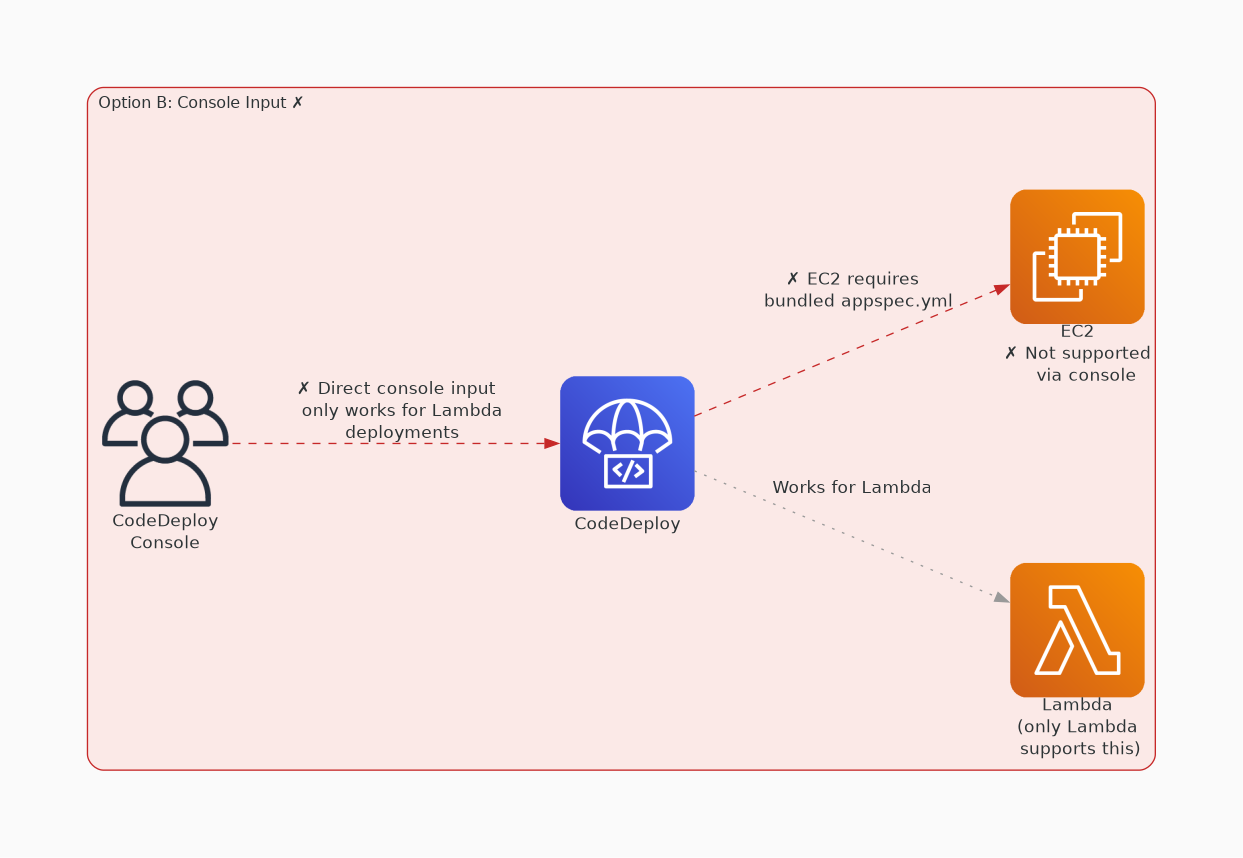 Option B: Console Input ✗
✗ EC2 requires
bundled appspec.yml
EC2
✗ Not supported
via console
✗ Direct console input
only works for Lambda
deployments
CodeDeploy
Console
</>
CodeDeploy
Works for Lambda
Lambda
(only Lambda
supports this)